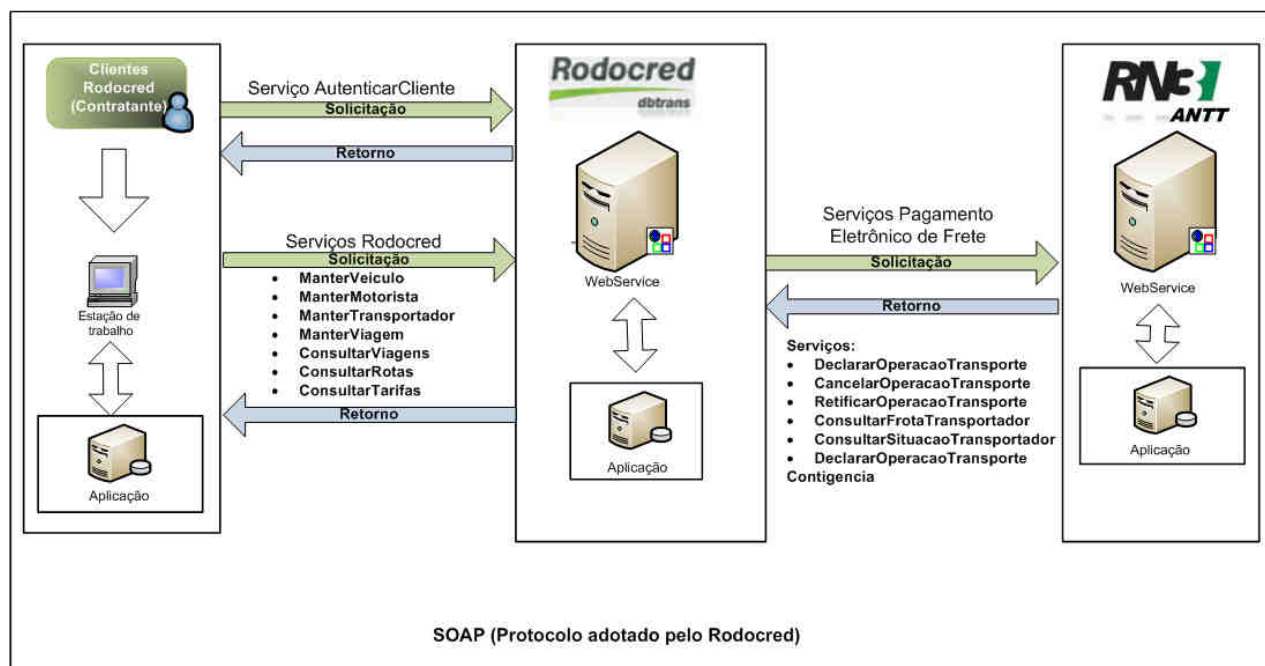 Clientes
Rodocred
(Contratante)
Estação de
trabalho
Aplicação
Serviço AutenticarCliente
Solicitação
Retorno
Serviços Rodocred
Solicitação
• ManterVeiculo
• ManterMotorista
• ManterTransportador
• ManterViagem
• ConsultarViagens
• ConsultarRotas
• ConsultarTarifas
Retorno
Rodocred
dbtrans
WebService
Aplicação
Serviços Pagamento
Eletrônico de Frete
Solicitação
Retorno
Serviços:
• DeclararOperacaoTransporte
• CancelarOperacaoTransporte
• RetificarOperacaoTransporte
• ConsultarFrotaTransportador
• ConsultarSituacaoTransportador
• DeclararOperacaoTransporte
Contigencia
RN3
ANTT
WebService
Aplicação
SOAP (Protocolo adotado pelo Rodocred)